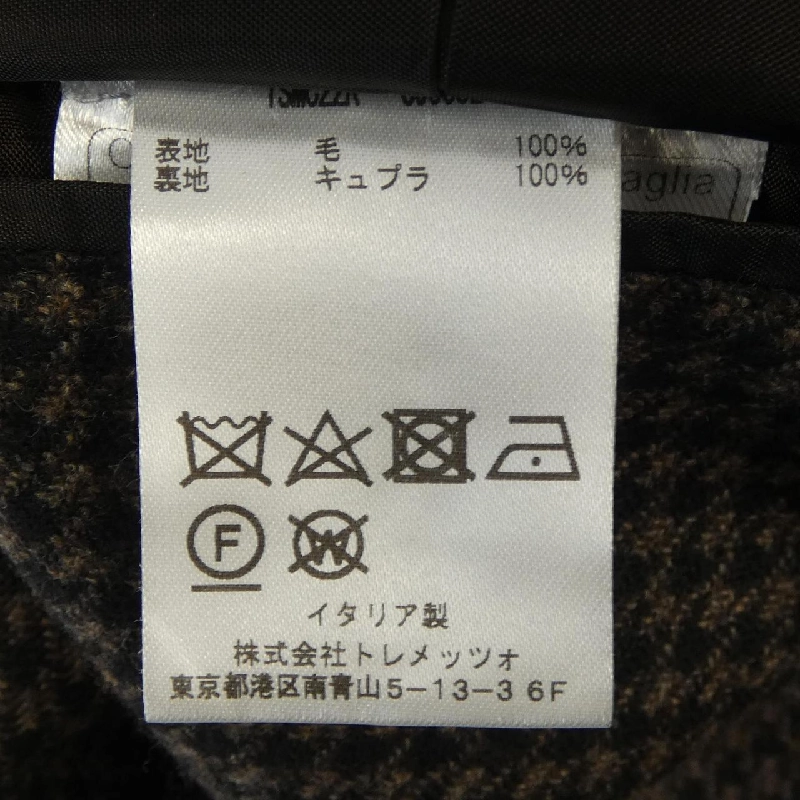 表地 毛 100%
裏地 キュプラ 100%
aglia
F
W
イタリア製
株式会社トレメッツォ
東京都港区南青山5-13-3 6F